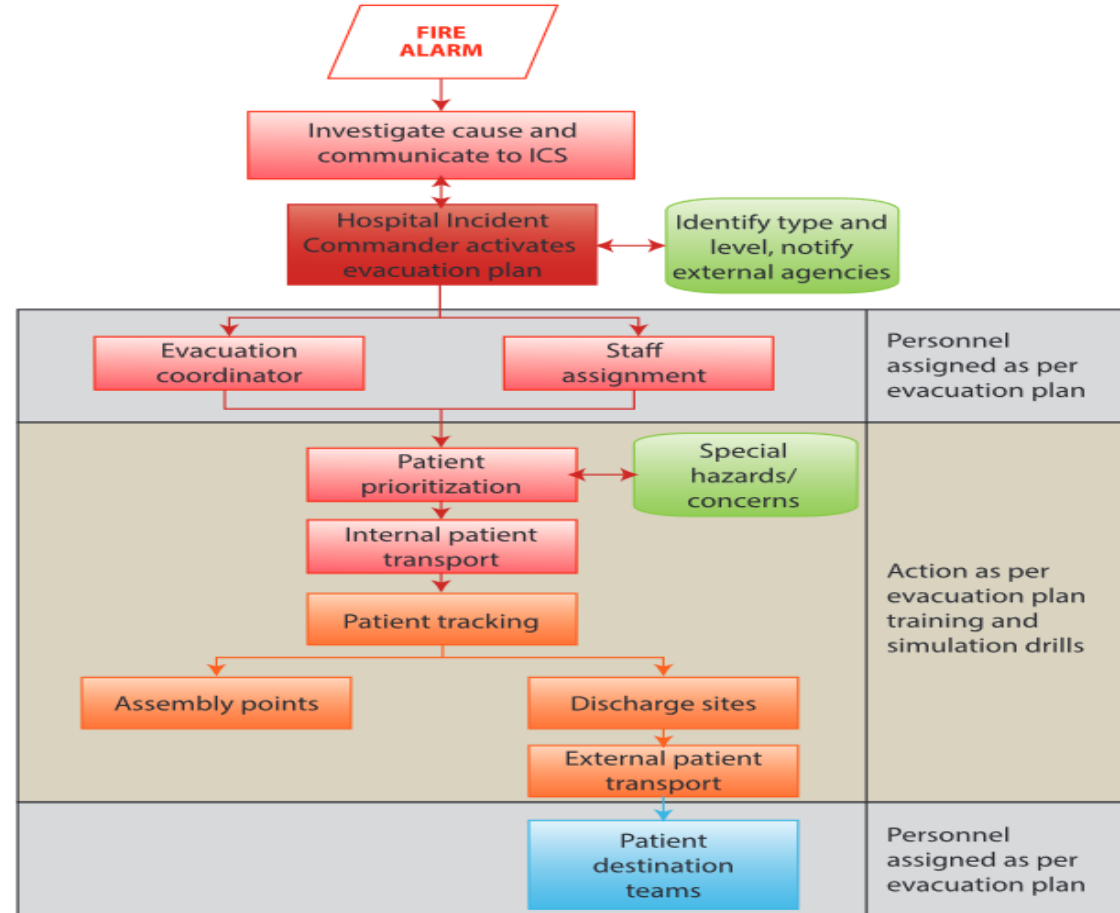 FIRE
ALARM
Investigate cause and
communicate to ICS
Hospital Incident
Commander activates
evacuation plan
Identify type and
level, notify
external agencies
Evacuation
coordinator
Staff
assignment
Personnel
assigned as per
evacuation plan
Patient
prioritization
Special
hazards/
concerns
Internal patient
transport
Patient tracking
Action as per
evacuation plan
training and
simulation drills
Assembly points
Discharge sites
External patient
transport
Patient
destination
teams
Personnel
assigned as per
evacuation plan